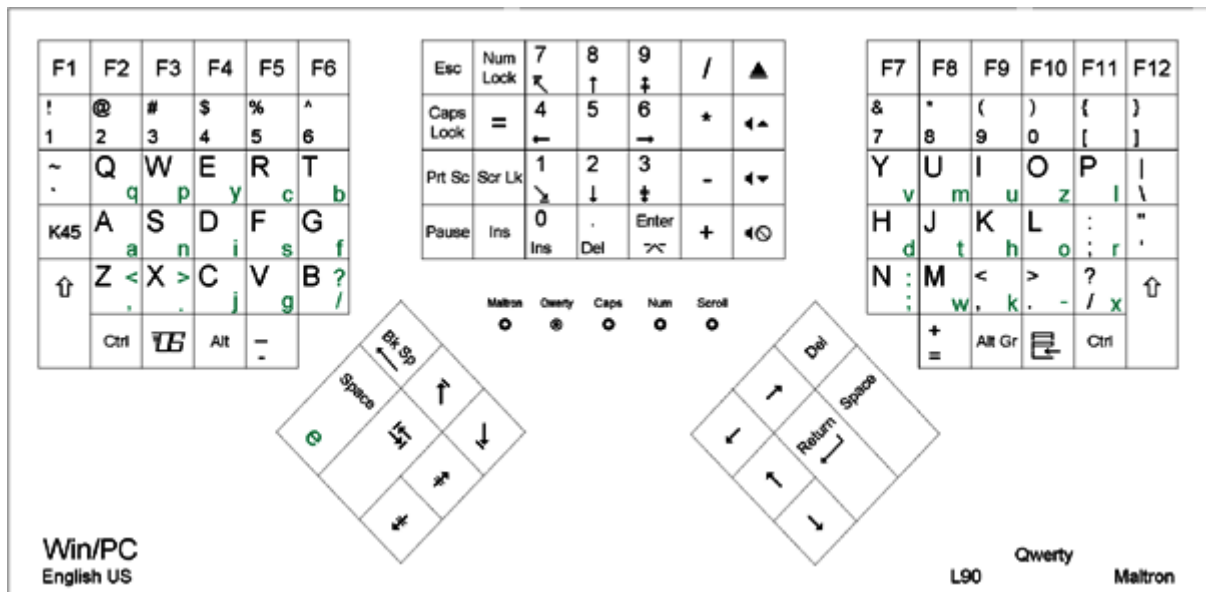 F1 F2 F3 F4 F5 F6
! @ # $ % ^
1 2 3 4 5 6
~ Q W E R T
` q p y c b
K45 A S D F G
a n i s f
⇧ Z < X > C V B ?
, . j g /
Ctrl Alt –
-
Esc Num Lock 7 8 9 / ▲
↖ ↑ ↨
Caps Lock = 4 5 6 *
← →
Prt Sc Scr Lk 1 2 3 -
↘ ↓ ↨
Pause Ins 0 . Enter +
Ins Del
F7 F8 F9 F10 F11 F12
& * ( ) { }
7 8 9 0 [ ]
Y U I O P |
v m u z l \
H J K L : "
d t h o ; r '
N : M < > ? ⇧
; w , k . - / x
+ Alt Gr Ctrl
=
Maltron Qwerty Caps Num Scroll
Bk Sp
Space
e
Del
Space
Return
Win/PC
English US
Qwerty
L90 Maltron